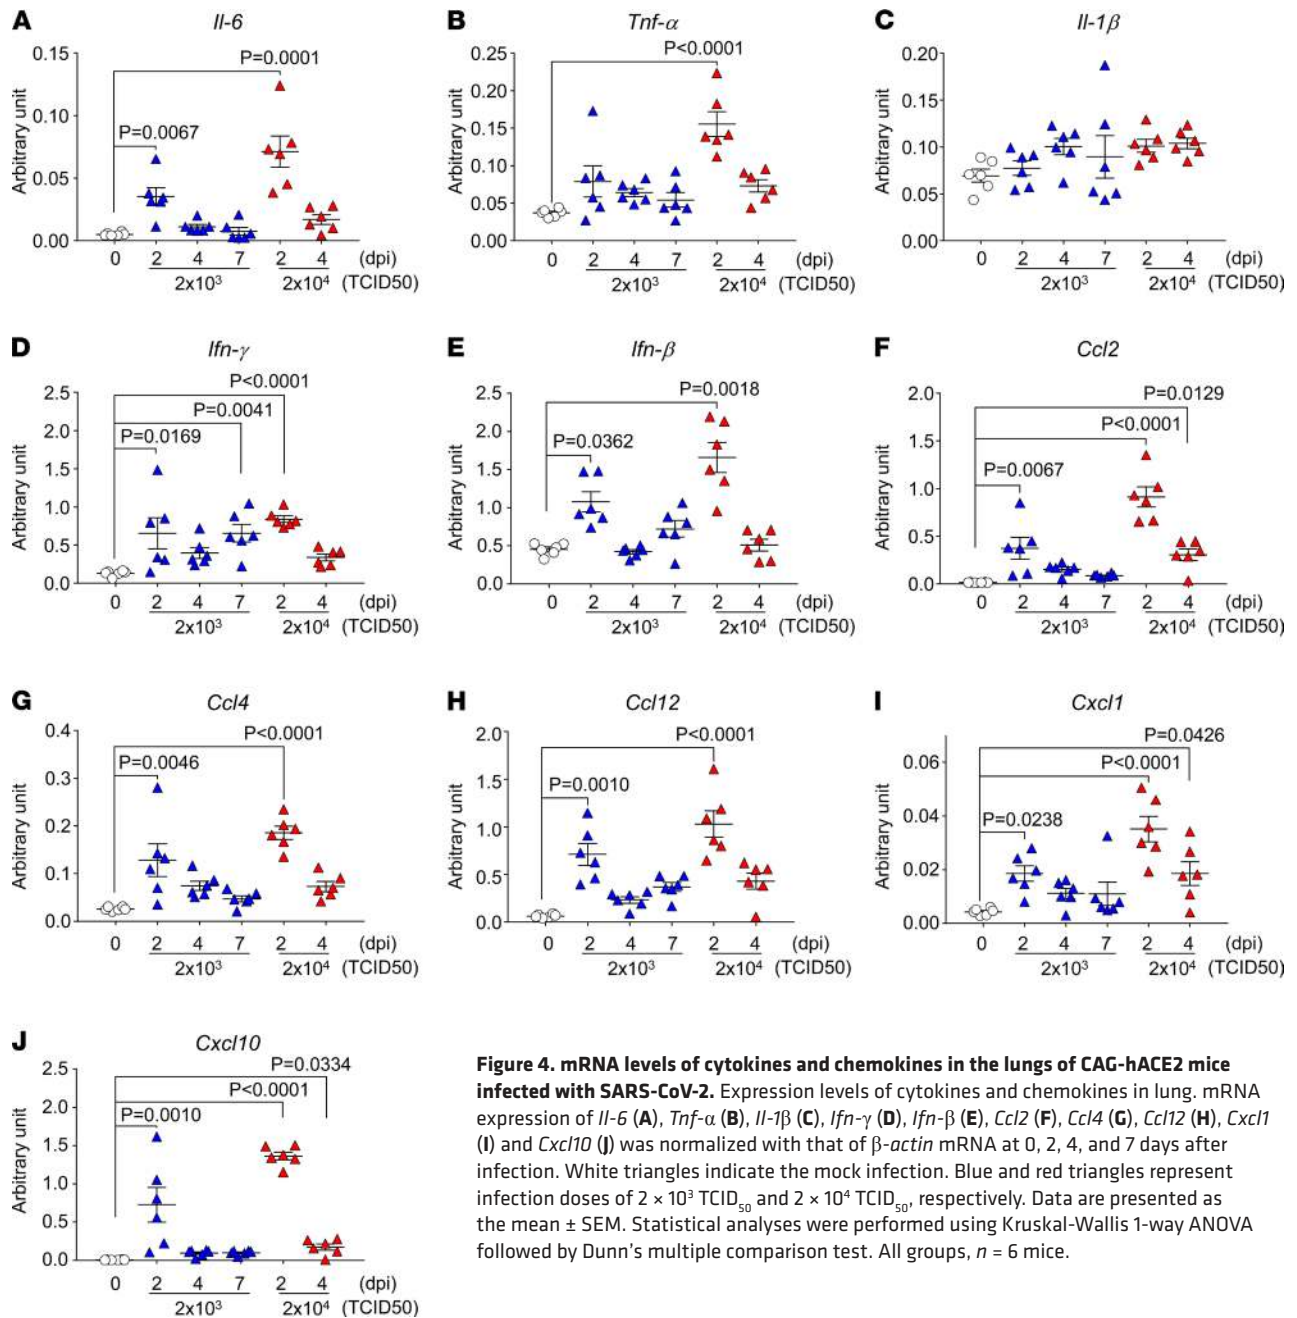 A Il-6
Arbitrary unit
0.15
0.10
0.05
0.00
P=0.0001
P=0.0067
0 2 4 7 2 4 (dpi)
2x10³ 2x10⁴ (TCID50)
B Tnf-α
Arbitrary unit
0.25
0.20
0.15
0.10
0.05
0.00
P<0.0001
0 2 4 7 2 4 (dpi)
2x10³ 2x10⁴ (TCID50)
C Il-1β
Arbitrary unit
0.20
0.15
0.10
0.05
0.00
0 2 4 7 2 4 (dpi)
2x10³ 2x10⁴ (TCID50)
D Ifn-γ
Arbitrary unit
2.5
2.0
1.5
1.0
0.5
0.0
P<0.0001
P=0.0041
P=0.0169
0 2 4 7 2 4 (dpi)
2x10³ 2x10⁴ (TCID50)
E Ifn-β
Arbitrary unit
2.5
2.0
1.5
1.0
0.5
0.0
P=0.0018
P=0.0362
0 2 4 7 2 4 (dpi)
2x10³ 2x10⁴ (TCID50)
F Ccl2
Arbitrary unit
2.0
1.5
1.0
0.5
0.0
P=0.0129
P<0.0001
P=0.0067
0 2 4 7 2 4 (dpi)
2x10³ 2x10⁴ (TCID50)
G Ccl4
Arbitrary unit
0.4
0.3
0.2
0.1
0.0
P<0.0001
P=0.0046
0 2 4 7 2 4 (dpi)
2x10³ 2x10⁴ (TCID50)
H Ccl12
Arbitrary unit
2.0
1.5
1.0
0.5
0.0
P<0.0001
P=0.0010
0 2 4 7 2 4 (dpi)
2x10³ 2x10⁴ (TCID50)
I Cxcl1
Arbitrary unit
0.06
0.04
0.02
0.00
P=0.0426
P<0.0001
P=0.0238
0 2 4 7 2 4 (dpi)
2x10³ 2x10⁴ (TCID50)
J Cxcl10
Arbitrary unit
2.5
2.0
1.5
1.0
0.5
0.0
P=0.0334
P<0.0001
P=0.0010
0 2 4 7 2 4 (dpi)
2x10³ 2x10⁴ (TCID50)
Figure 4. mRNA levels of cytokines and chemokines in the lungs of CAG-hACE2 mice
infected with SARS-CoV-2. Expression levels of cytokines and chemokines in lung. mRNA
expression of Il-6 (A), Tnf-α (B), Il-1β (C), Ifn-γ (D), Ifn-β (E), Ccl2 (F), Ccl4 (G), Ccl12 (H), Cxcl1
(I) and Cxcl10 (J) was normalized with that of β-actin mRNA at 0, 2, 4, and 7 days after
infection. White triangles indicate the mock infection. Blue and red triangles represent
infection doses of 2 × 10³ TCID₅₀ and 2 × 10⁴ TCID₅₀, respectively. Data are presented as
the mean ± SEM. Statistical analyses were performed using Kruskal-Wallis 1-way ANOVA
followed by Dunn's multiple comparison test. All groups, n = 6 mice.